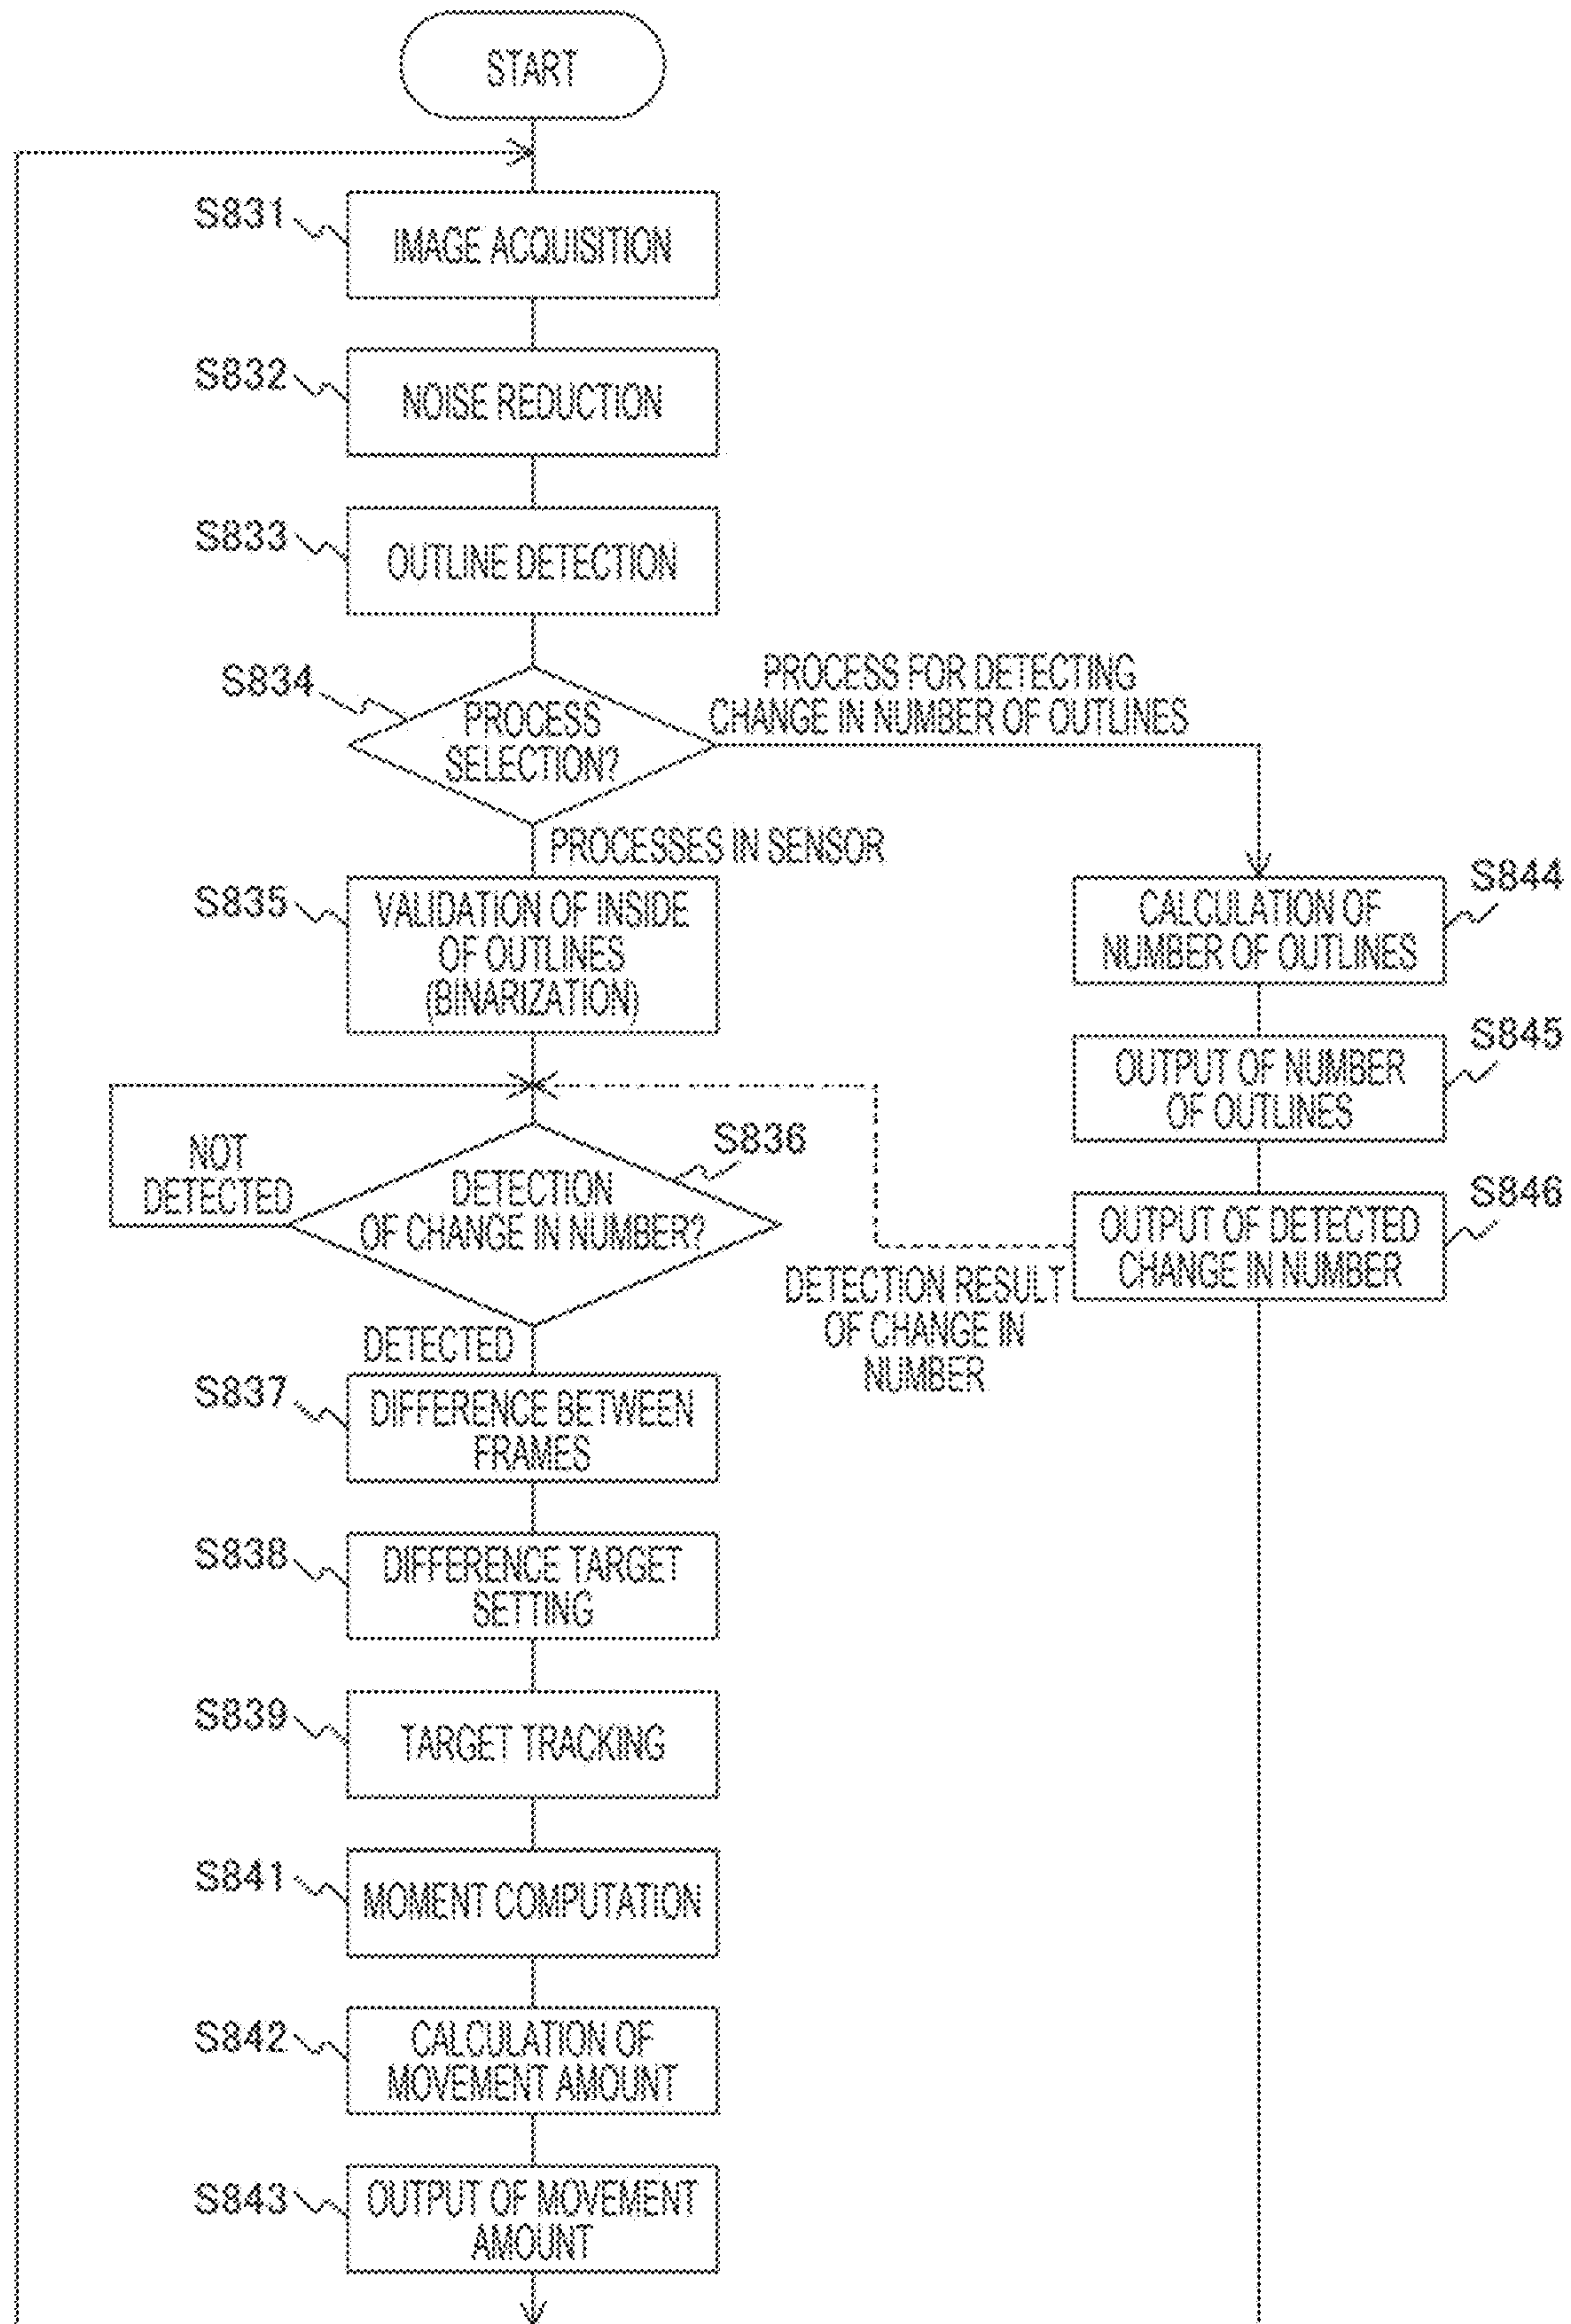 START
S831
IMAGE ACQUISITION
S832
NOISE REDUCTION
S833
OUTLINE DETECTION
S834
PROCESS
SELECTION?
PROCESS FOR DETECTING
CHANGE IN NUMBER OF OUTLINES
PROCESSES IN SENSOR
S835
VALIDATION OF INSIDE
OF OUTLINES
(BINARIZATION)
S844
CALCULATION OF
NUMBER OF OUTLINES
S845
OUTPUT OF NUMBER
OF OUTLINES
NOT
DETECTED
S836
DETECTION
OF CHANGE IN NUMBER?
S846
OUTPUT OF DETECTED
CHANGE IN NUMBER
DETECTION RESULT
OF CHANGE IN
NUMBER
DETECTED
S837
DIFFERENCE BETWEEN
FRAMES
S838
DIFFERENCE TARGET
SETTING
S839
TARGET TRACKING
S841
MOMENT COMPUTATION
S842
CALCULATION OF
MOVEMENT AMOUNT
S843
OUTPUT OF MOVEMENT
AMOUNT